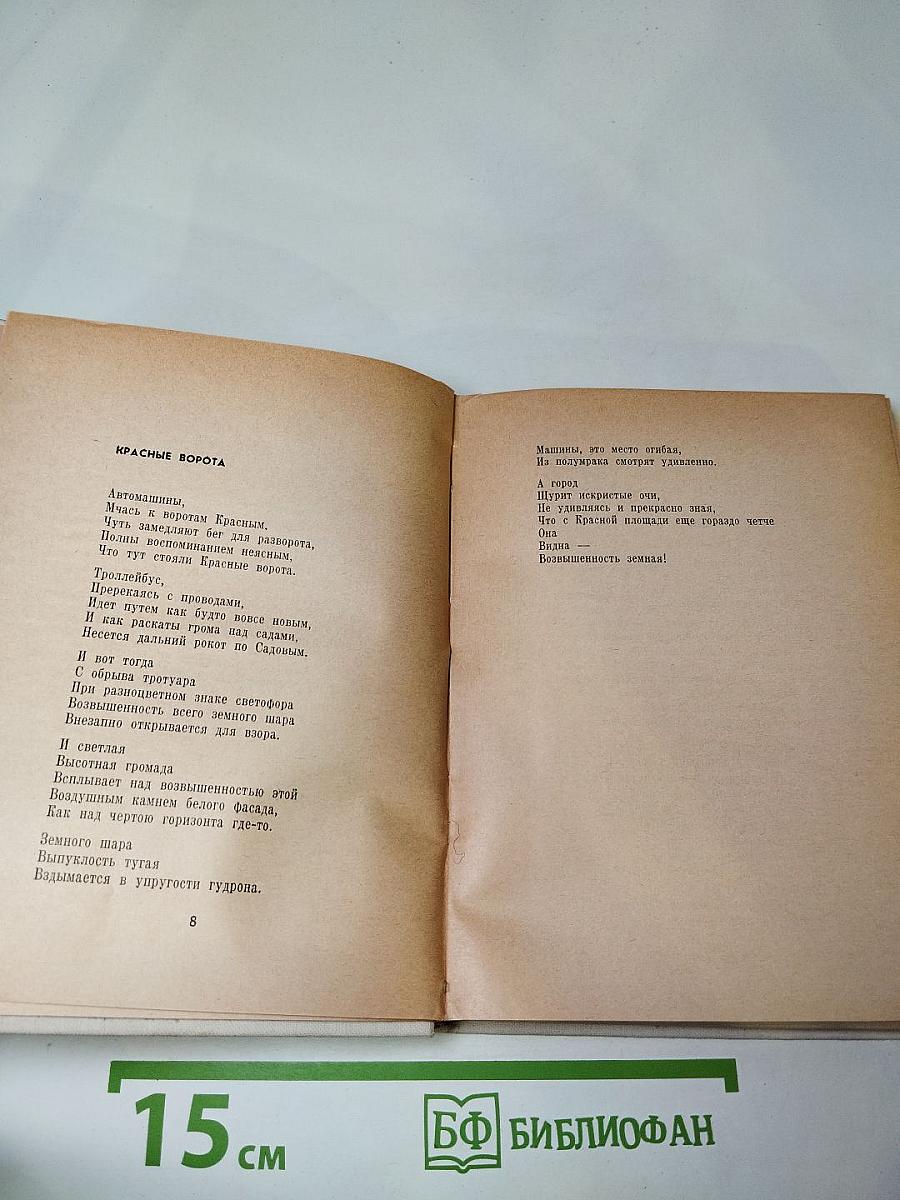 КРАСНЫЕ ВОРОТА
Автомашины,
Мчась к воротам Красным,
Чуть замедляют бег для разворота,
Полны воспоминанием неясным,
Что тут стояли Красные ворота.
Троллейбус,
Пререкаясь с проводами,
Идет путем как будто вовсе новым,
И как раскаты грома над садами,
Несется дальний рокот по Садовым.
И вот тогда
С обрыва тротуара
При разноцветном знаке светофора
Возвышенность всего земного шара
Внезапно открывается для взора.
И светлая
Высотная громада
Всплывает над возвышенностью этой
Воздушным камнем белого фасада,
Как над чертою горизонта где-то.
Земного шара
Выпуклость тугая
Вздымается в упругости гудрона.
8
Машины, это место огибая,
Из полумрака смотрят удивленно.
А город
Щурит искристые очи,
Не удивляясь и прекрасно зная,
Что с Красной площади еще гораздо четче
Она
Видна —
Возвышенность земная!
15 см
БФ БИБЛИОФАН